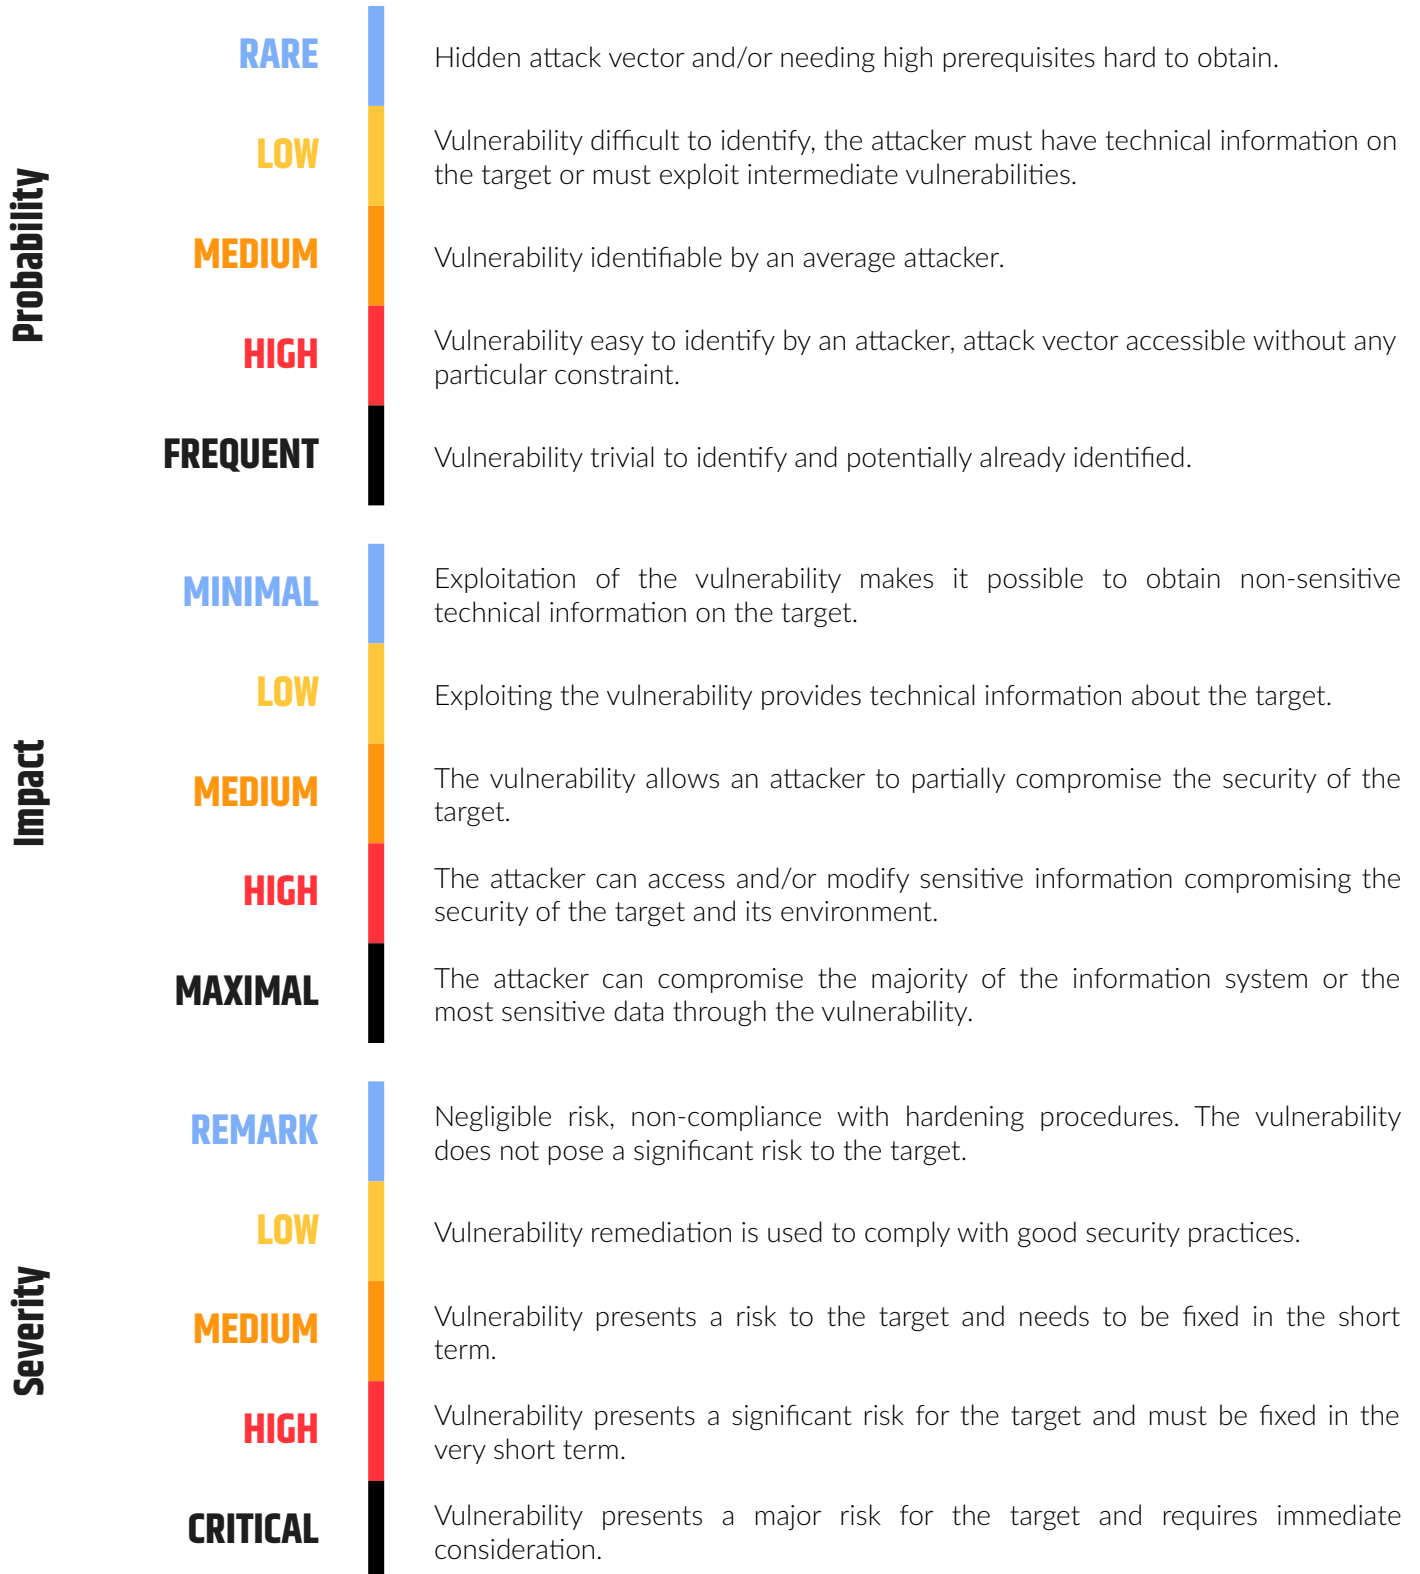 Probability
RARE
Hidden attack vector and/or needing high prerequisites hard to obtain.
LOW
Vulnerability difficult to identify, the attacker must have technical information on
the target or must exploit intermediate vulnerabilities.
MEDIUM
Vulnerability identifiable by an average attacker.
HIGH
Vulnerability easy to identify by an attacker, attack vector accessible without any
particular constraint.
FREQUENT
Vulnerability trivial to identify and potentially already identified.
Impact
MINIMAL
Exploitation of the vulnerability makes it possible to obtain non-sensitive
technical information on the target.
LOW
Exploiting the vulnerability provides technical information about the target.
MEDIUM
The vulnerability allows an attacker to partially compromise the security of the
target.
HIGH
The attacker can access and/or modify sensitive information compromising the
security of the target and its environment.
MAXIMAL
The attacker can compromise the majority of the information system or the
most sensitive data through the vulnerability.
Severity
REMARK
Negligible risk, non-compliance with hardening procedures. The vulnerability
does not pose a significant risk to the target.
LOW
Vulnerability remediation is used to comply with good security practices.
MEDIUM
Vulnerability presents a risk to the target and needs to be fixed in the short
term.
HIGH
Vulnerability presents a significant risk for the target and must be fixed in the
very short term.
CRITICAL
Vulnerability presents a major risk for the target and requires immediate
consideration.